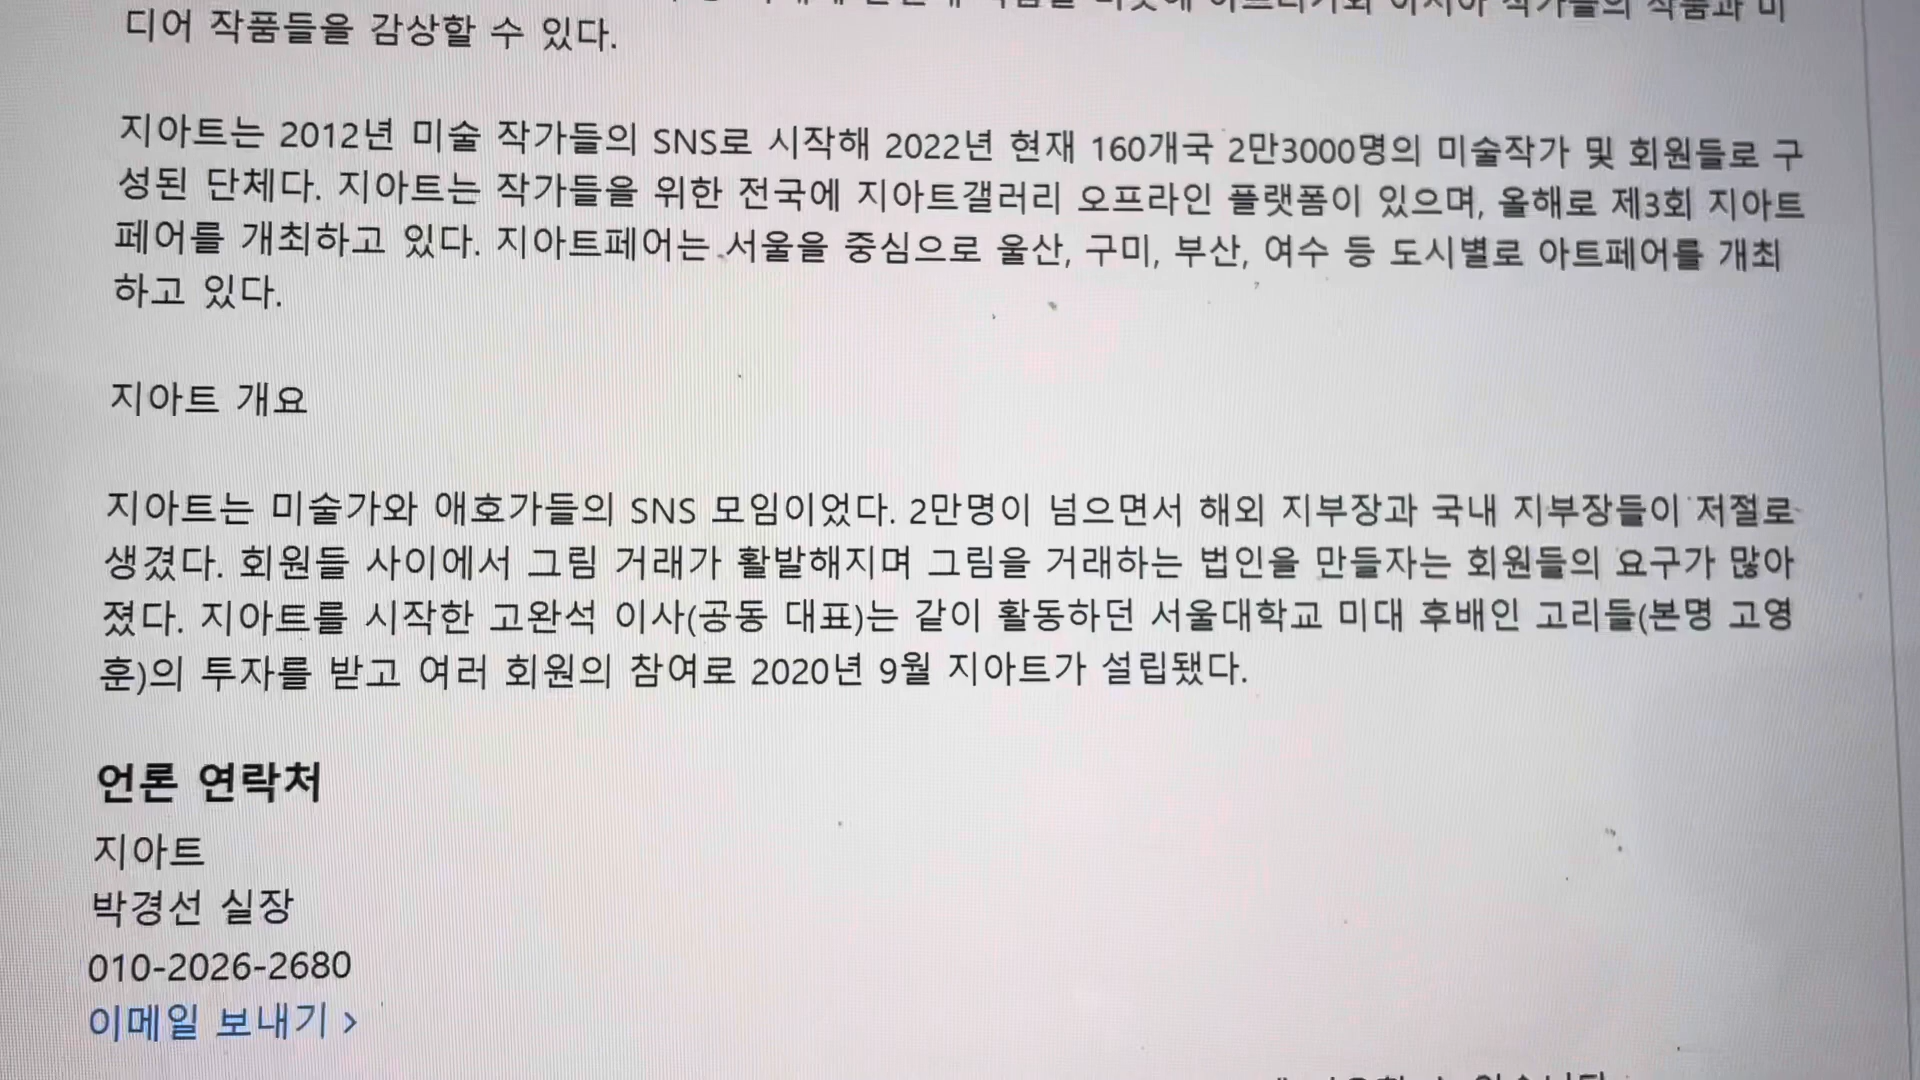 아시아 작가들의 작품과 미
디어 작품들을 감상할 수 있다.
지아트는 2012년 미술 작가들의 SNS로 시작해 2022년 현재 160개국 2만3000명의 미술작가 및 회원들로 구
성된 단체다. 지아트는 작가들을 위한 전국에 지아트갤러리 오프라인 플랫폼이 있으며, 올해로 제3회 지아트
페어를 개최하고 있다. 지아트페어는 서울을 중심으로 울산, 구미, 부산, 여수 등 도시별로 아트페어를 개최
하고 있다.
지아트 개요
지아트는 미술가와 애호가들의 SNS 모임이었다. 2만명이 넘으면서 해외 지부장과 국내 지부장들이 저절로
생겼다. 회원들 사이에서 그림 거래가 활발해지며 그림을 거래하는 법인을 만들자는 회원들의 요구가 많아
졌다. 지아트를 시작한 고완석 이사(공동 대표)는 같이 활동하던 서울대학교 미대 후배인 고리들(본명 고영
훈)의 투자를 받고 여러 회원의 참여로 2020년 9월 지아트가 설립됐다.
언론 연락처
지아트
박경선 실장
010-2026-2680
이메일 보내기 >